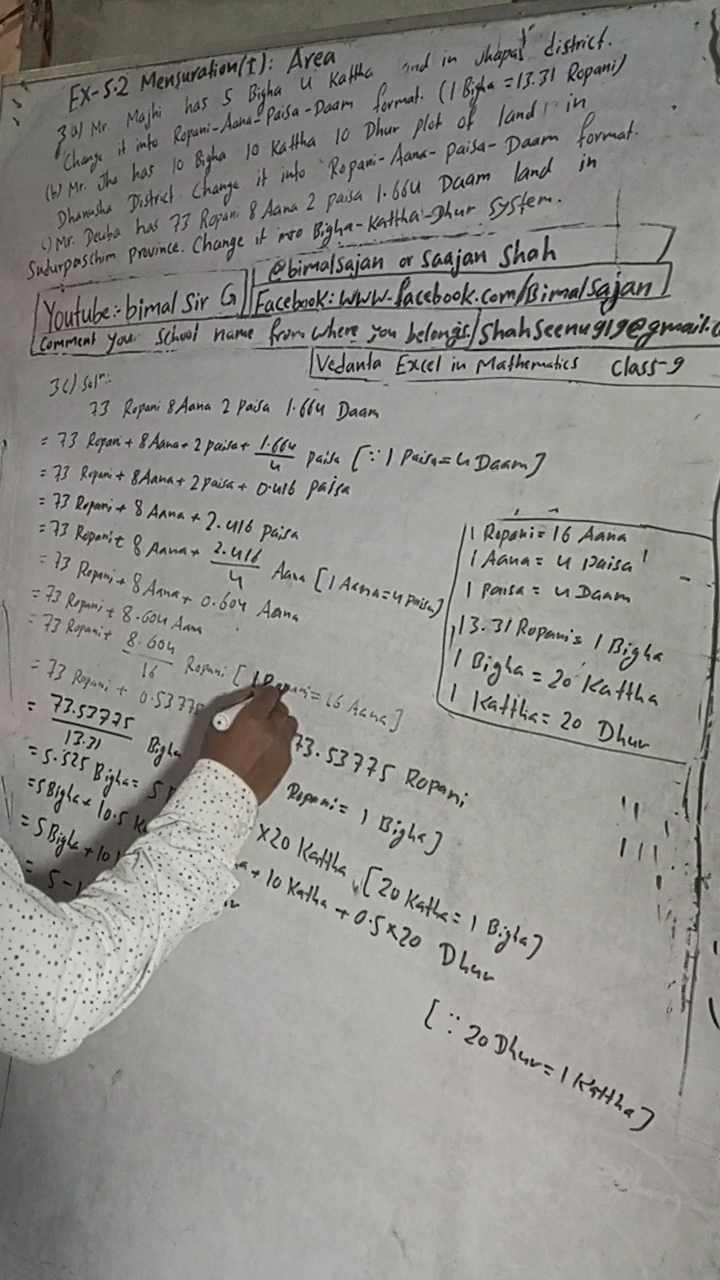 EX-5.2 Mensuration(I): Area
3 a) Mr. Majhi has 5 Bigha 4 Kattha land in Jhapa district.
Change it into Ropani-Aana-Paisa-Daam format. (1 Bigha = 13.31 Ropani)
(b) Mr. Jha has 10 Bigha 10 Kattha 10 Dhur plot of land in
Dhanusha District. Change it into Ropani-Aana-Paisa-Daam format.
c) Mr. Deuba has 73 Ropani 8 Aana 2 paisa 1.664 Daam land in
Sudurpaschim province. Change it into Bigha-Kattha-Dhur system.
@bimalsajan or Saajan Shah
Youtube:- bimal Sir G
Facebook: www.facebook.com/Bimalsajan
Comment your School name from where you belongs/Shahseenu919@gmail.c
Vedanta Excel in Mathematics Class-9
3c) Solⁿ:
73 Ropani 8 Aana 2 Paisa 1.664 Daam
= 73 Ropani + 8 Aana + 2 paisa + 1.664/4 Paisa [∵ 1 Paisa = 4 Daam]
= 73 Ropani + 8 Aana + 2 Paisa + 0.416 Paisa
= 73 Ropani + 8 Aana + 2.416 Paisa
= 73 Ropani + 8 Aana + 2.416/4 Aana [1 Aana = 4 paisa]
= 73 Ropani + 8 Aana + 0.604 Aana
= 73 Ropani + 8.604 Aana
= 73 Ropani + 8.604/16 Ropani [1 Ropani = 16 Aana]
= 73 Ropani + 0.53775 73.53775 Ropani
= 73.53775/13.31 Bigha Ropani = 1 Bigha]
= 5.525 Bigha = 5 ×20 Kattha [20 Katha = 1 Bigha]
= 5 Bigha + 10.5 + 10 Katha + 0.5×20 Dhur
= 5 Bigha + 10 [∵ 20 Dhur = 1 Kattha]
= 5-
1 Ropani = 16 Aana
1 Aana = 4 Paisa
1 Paisa = 4 Daam
13.31 Ropani = 1 Bigha
1 Bigha = 20 Kattha
1 Kattha = 20 Dhur